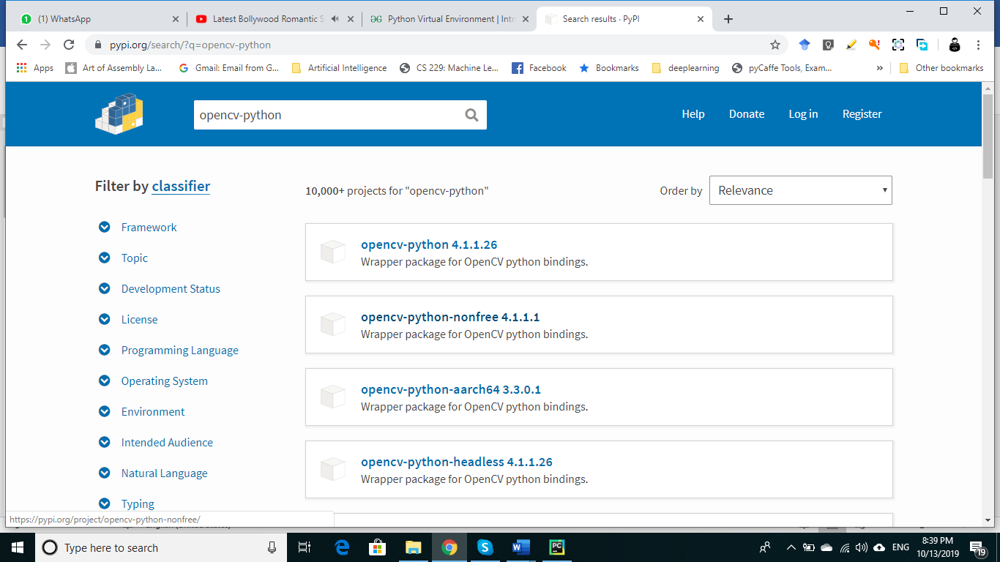 (1) WhatsApp
Latest Bollywood Romantic S
Python Virtual Environment | Intr
Search results · PyPI
pypi.org/search/?q=opencv-python
Apps
Art of Assembly La...
Gmail: Email from G...
Artificial Intelligence
CS 229: Machine Le...
Facebook
Bookmarks
deeplearning
pyCaffe Tools, Exam...
»
Other bookmarks
opencv-python
Help
Donate
Log in
Register
Filter by classifier
10,000+ projects for "opencv-python"
Order by
Relevance
Framework
Topic
Development Status
License
Programming Language
Operating System
Environment
Intended Audience
Natural Language
Typing
opencv-python 4.1.1.26
Wrapper package for OpenCV python bindings.
opencv-python-nonfree 4.1.1.1
Wrapper package for OpenCV python bindings.
opencv-python-aarch64 3.3.0.1
Wrapper package for OpenCV python bindings.
opencv-python-headless 4.1.1.26
Wrapper package for OpenCV python bindings.
https://pypi.org/project/opencv-python-nonfree/
Type here to search
ENG
8:39 PM
10/13/2019
19